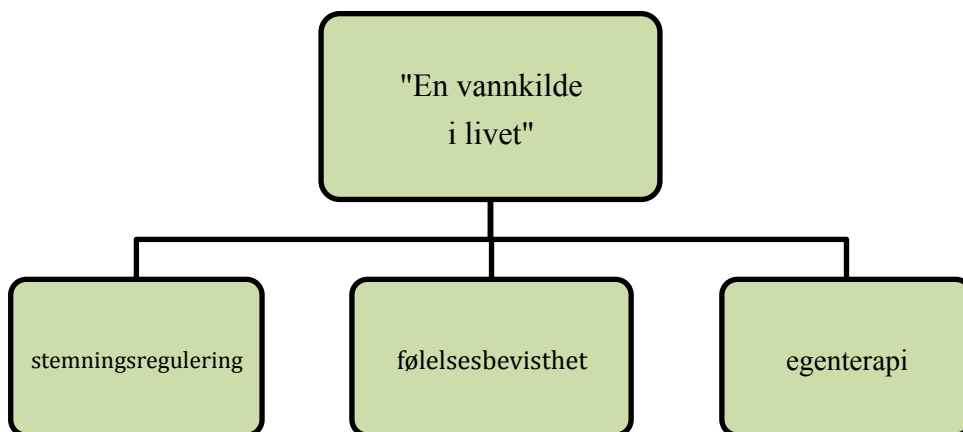 "En vannkilde
i livet"
stemningsregulering
følelsesbevisthet
egenterapi